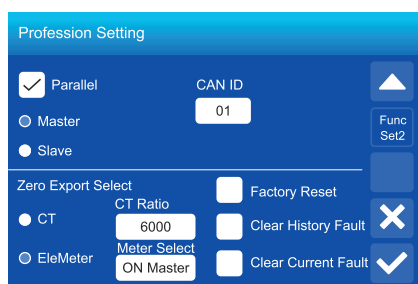 Profession Setting
Parallel
CAN ID
01
Master
Slave
Func
Set2
Zero Export Select
CT Ratio
CT
6000
Meter Select
EleMeter
ON Master
Factory Reset
Clear History Fault
Clear Current Fault